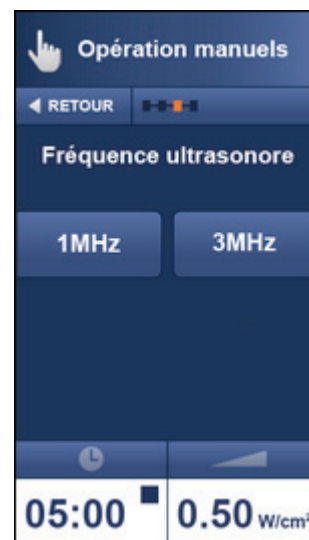 Opération manuels
RETOUR
Fréquence ultrasonore
1MHz 3MHz
05:00 0.50 W/cm²